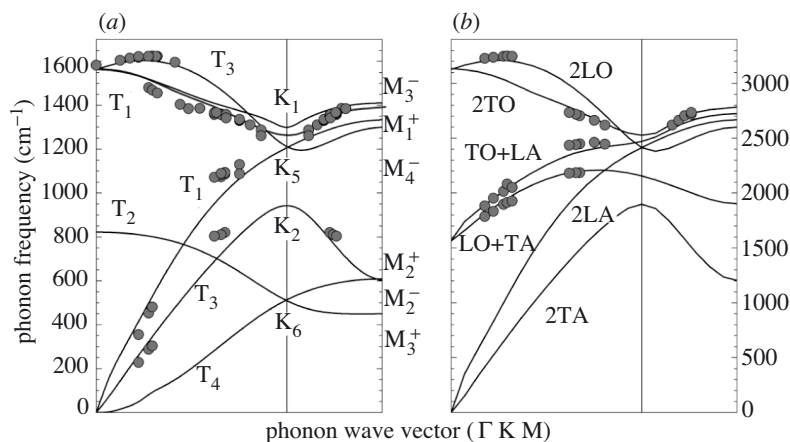 (a)
(b)
phonon frequency (cm⁻¹)
1600
1400
1200
1000
800
600
400
200
0
T₃
T₁
T₁
T₂
T₃
T₄
K₁
K₅
K₂
K₆
M₃⁻
M₁⁺
M₄⁻
M₂⁺
M₂⁻
M₃⁺
2LO
2TO
TO+LA
2LA
LO+TA
2TA
3000
2500
2000
1500
1000
500
0
phonon wave vector (Γ K M)